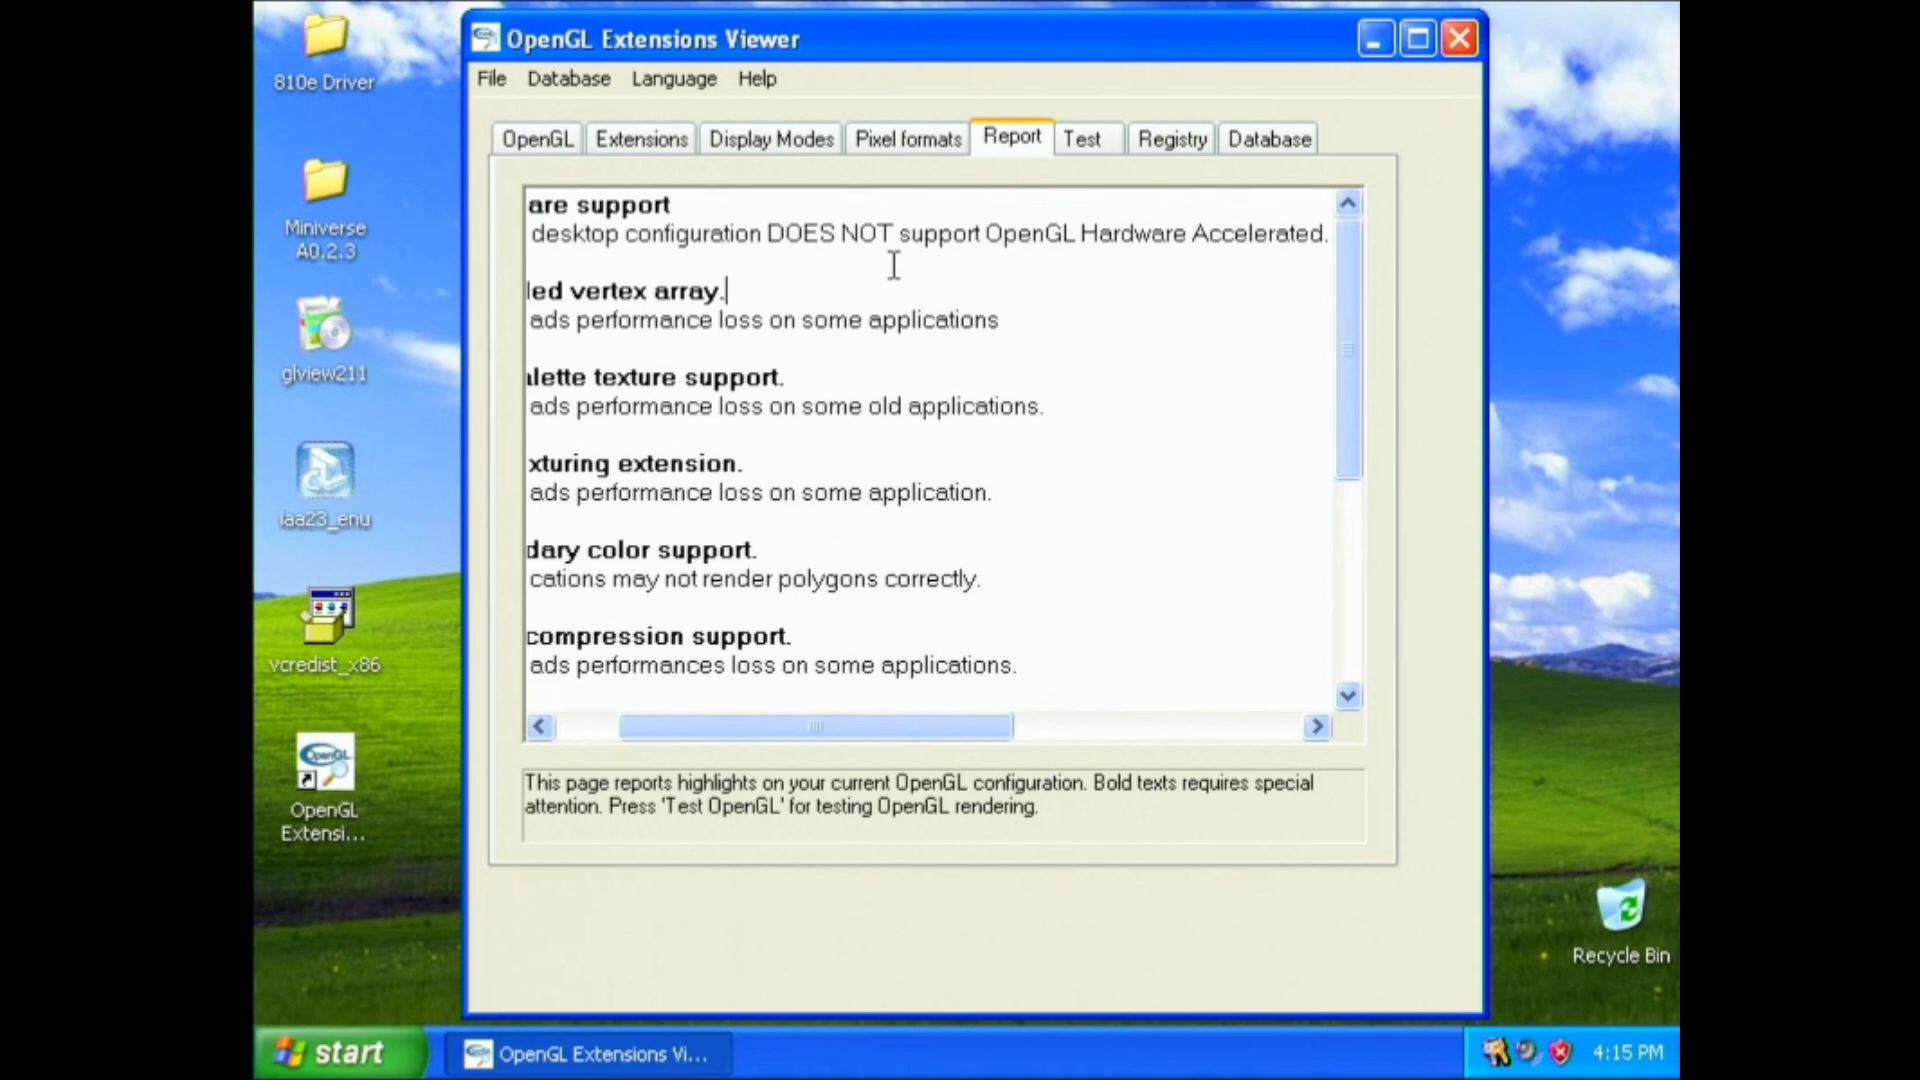 810e Driver
Miniverse
A0.2.3
glview211
iaa23_enu
vcredist_x86
OpenGL
OpenGL
Extensi...
OpenGL Extensions Viewer
File Database Language Help
OpenGL Extensions Display Modes Pixel formats Report Test Registry Database
are support
desktop configuration DOES NOT support OpenGL Hardware Accelerated.
led vertex array.
ads performance loss on some applications
alette texture support.
ads performance loss on some old applications.
xturing extension.
ads performance loss on some application.
dary color support.
cations may not render polygons correctly.
compression support.
ads performances loss on some applications.
This page reports highlights on your current OpenGL configuration. Bold texts requires special
attention. Press 'Test OpenGL' for testing OpenGL rendering.
Recycle Bin
start
OpenGL Extensions Vi...
4:15 PM